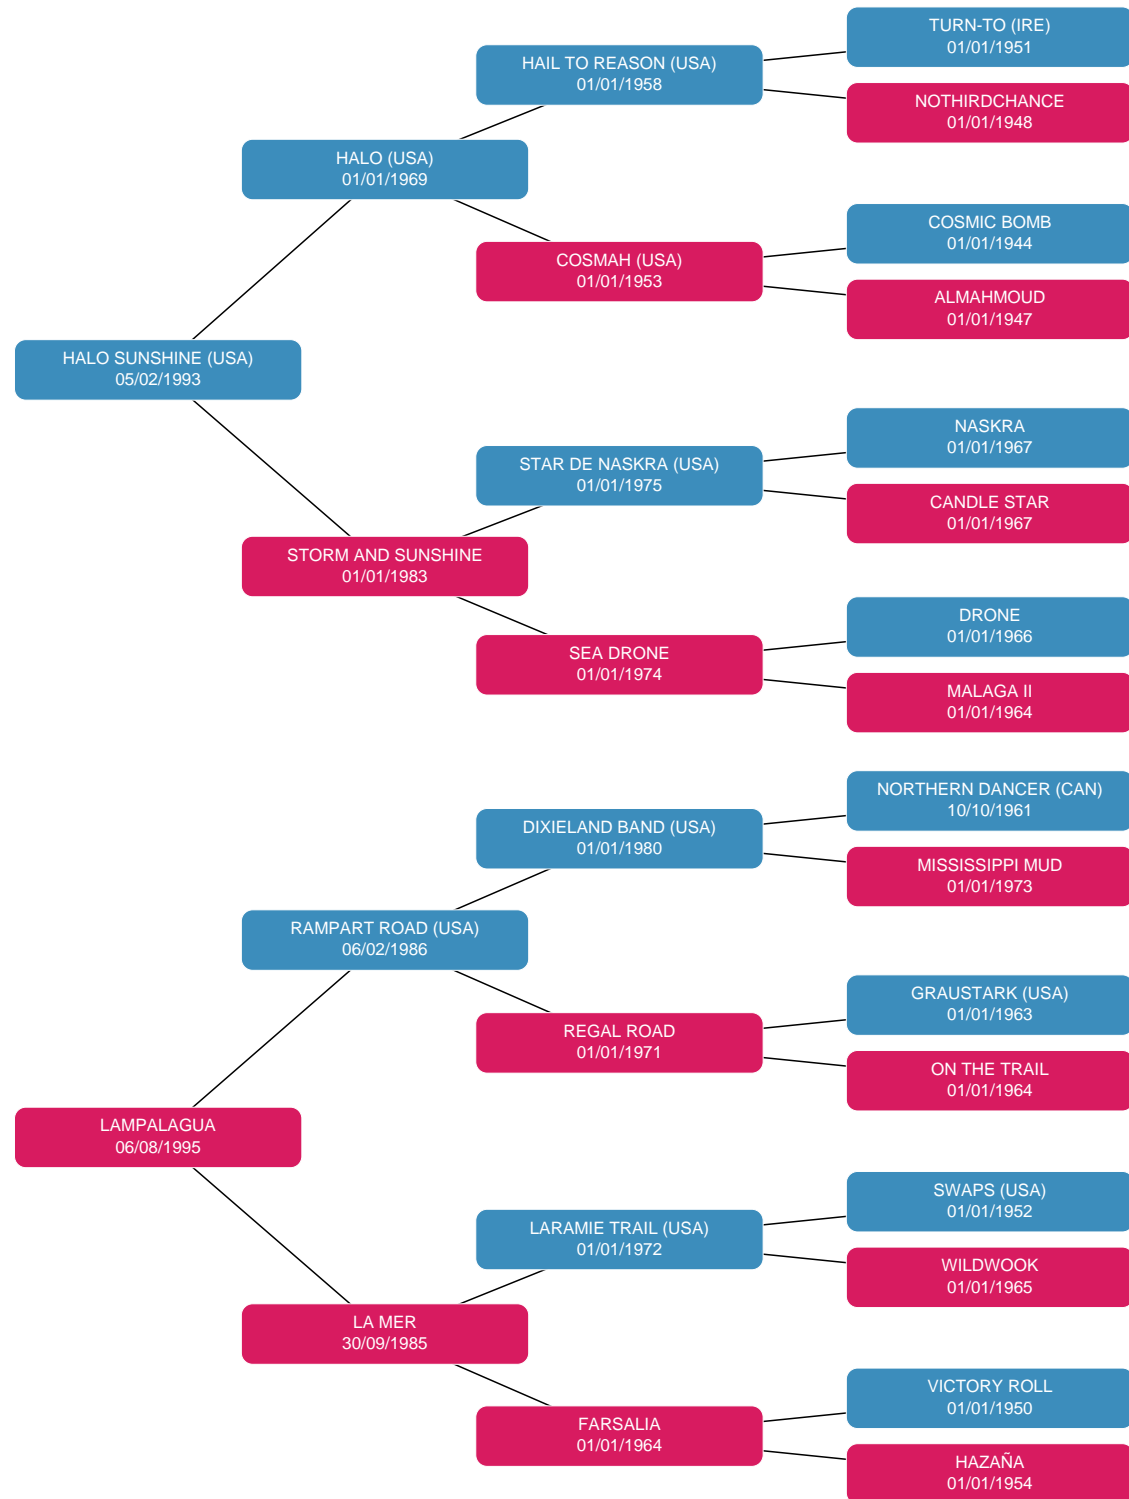 TURN-TO (IRE)
01/01/1951
HAIL TO REASON (USA)
01/01/1958
NOTHIRDCHANCE
01/01/1948
HALO (USA)
01/01/1969
COSMIC BOMB
01/01/1944
COSMAH (USA)
01/01/1953
ALMAHMOUD
01/01/1947
HALO SUNSHINE (USA)
05/02/1993
NASKRA
01/01/1967
STAR DE NASKRA (USA)
01/01/1975
CANDLE STAR
01/01/1967
STORM AND SUNSHINE
01/01/1983
DRONE
01/01/1966
SEA DRONE
01/01/1974
MALAGA II
01/01/1964
NORTHERN DANCER (CAN)
10/10/1961
DIXIELAND BAND (USA)
01/01/1980
MISSISSIPPI MUD
01/01/1973
RAMPART ROAD (USA)
06/02/1986
GRAUSTARK (USA)
01/01/1963
REGAL ROAD
01/01/1971
ON THE TRAIL
01/01/1964
LAMPALAGUA
06/08/1995
SWAPS (USA)
01/01/1952
LARAMIE TRAIL (USA)
01/01/1972
WILDWOOK
01/01/1965
LA MER
30/09/1985
VICTORY ROLL
01/01/1950
FARSALIA
01/01/1964
HAZAÑA
01/01/1954